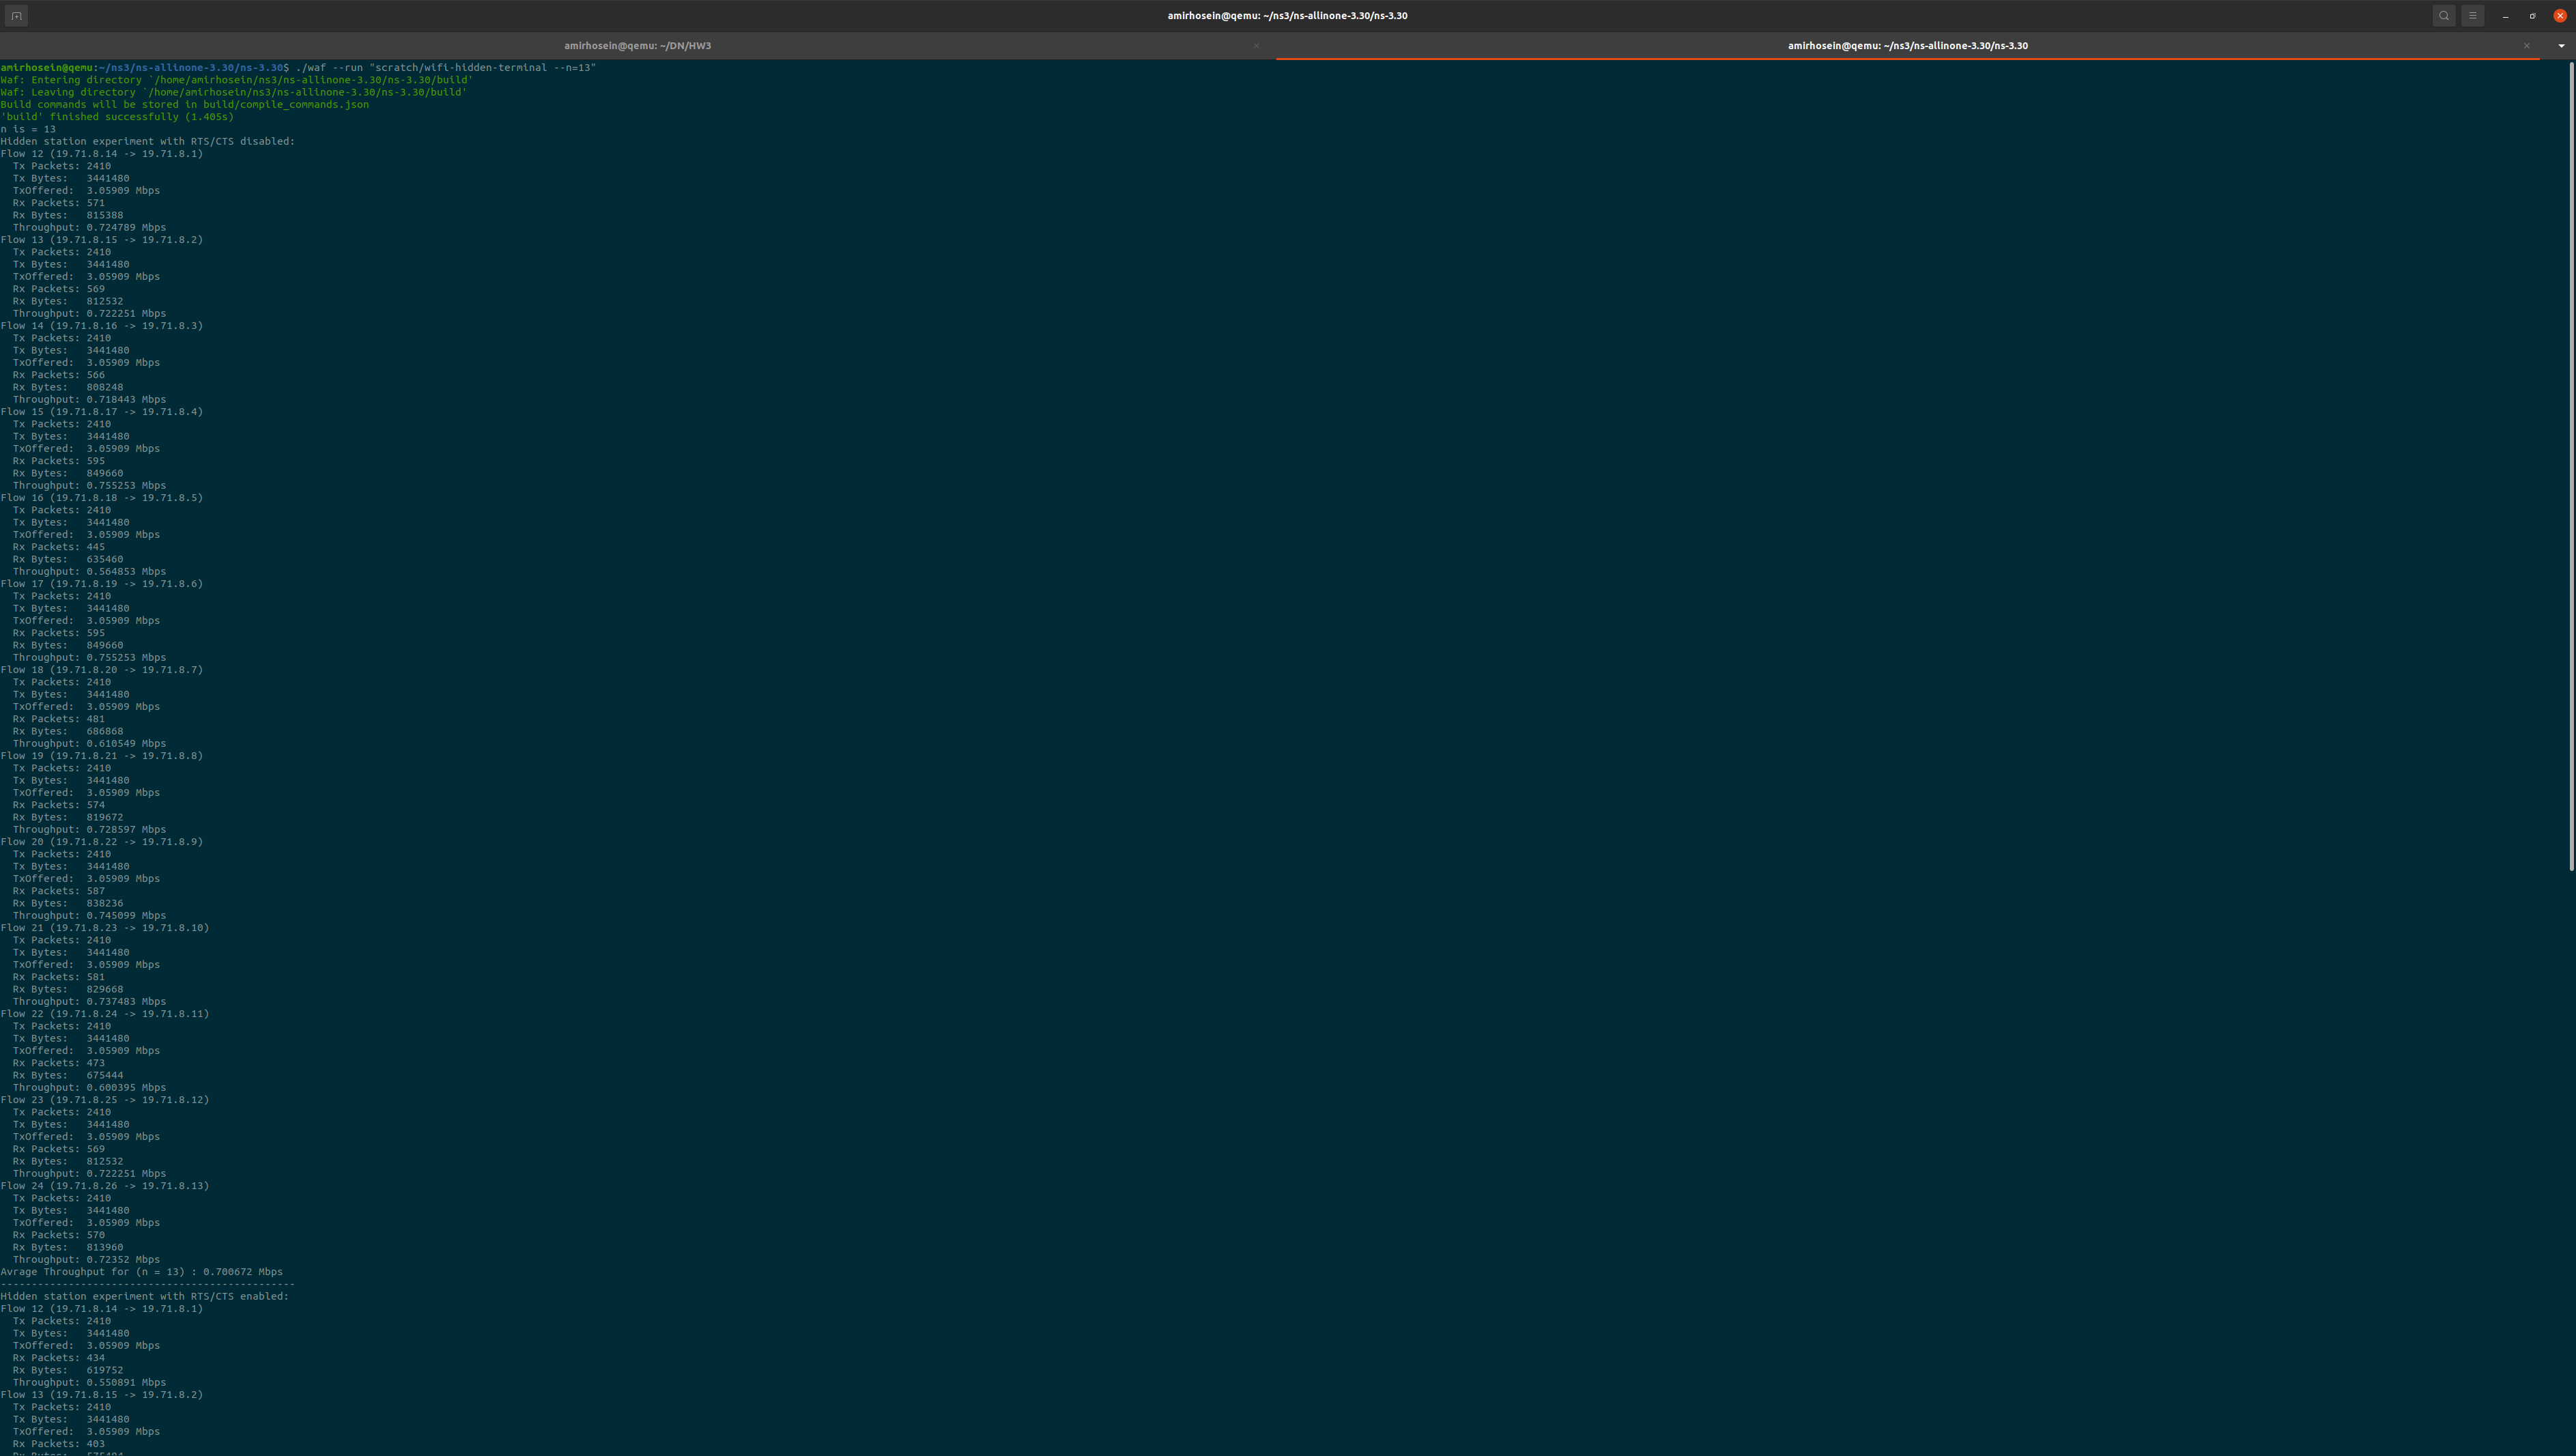 amirhosein@qemu: ~/ns3/ns-allinone-3.30/ns-3.30
amirhosein@qemu: ~/DN/HW3
amirhosein@qemu: ~/ns3/ns-allinone-3.30/ns-3.30
amirhosein@qemu:~/ns3/ns-allinone-3.30/ns-3.30$ ./waf --run "scratch/wifi-hidden-terminal --n=13"
Waf: Entering directory `/home/amirhosein/ns3/ns-allinone-3.30/ns-3.30/build'
Waf: Leaving directory `/home/amirhosein/ns3/ns-allinone-3.30/ns-3.30/build'
Build commands will be stored in build/compile_commands.json
'build' finished successfully (1.405s)
n is = 13
Hidden station experiment with RTS/CTS disabled:
Flow 12 (19.71.8.14 -> 19.71.8.1)
  Tx Packets: 2410
  Tx Bytes:   3441480
  TxOffered:  3.05909 Mbps
  Rx Packets: 571
  Rx Bytes:   815388
  Throughput: 0.724789 Mbps
Flow 13 (19.71.8.15 -> 19.71.8.2)
  Tx Packets: 2410
  Tx Bytes:   3441480
  TxOffered:  3.05909 Mbps
  Rx Packets: 569
  Rx Bytes:   812532
  Throughput: 0.722251 Mbps
Flow 14 (19.71.8.16 -> 19.71.8.3)
  Tx Packets: 2410
  Tx Bytes:   3441480
  TxOffered:  3.05909 Mbps
  Rx Packets: 566
  Rx Bytes:   808248
  Throughput: 0.718443 Mbps
Flow 15 (19.71.8.17 -> 19.71.8.4)
  Tx Packets: 2410
  Tx Bytes:   3441480
  TxOffered:  3.05909 Mbps
  Rx Packets: 595
  Rx Bytes:   849660
  Throughput: 0.755253 Mbps
Flow 16 (19.71.8.18 -> 19.71.8.5)
  Tx Packets: 2410
  Tx Bytes:   3441480
  TxOffered:  3.05909 Mbps
  Rx Packets: 445
  Rx Bytes:   635460
  Throughput: 0.564853 Mbps
Flow 17 (19.71.8.19 -> 19.71.8.6)
  Tx Packets: 2410
  Tx Bytes:   3441480
  TxOffered:  3.05909 Mbps
  Rx Packets: 595
  Rx Bytes:   849660
  Throughput: 0.755253 Mbps
Flow 18 (19.71.8.20 -> 19.71.8.7)
  Tx Packets: 2410
  Tx Bytes:   3441480
  TxOffered:  3.05909 Mbps
  Rx Packets: 481
  Rx Bytes:   686868
  Throughput: 0.610549 Mbps
Flow 19 (19.71.8.21 -> 19.71.8.8)
  Tx Packets: 2410
  Tx Bytes:   3441480
  TxOffered:  3.05909 Mbps
  Rx Packets: 574
  Rx Bytes:   819672
  Throughput: 0.728597 Mbps
Flow 20 (19.71.8.22 -> 19.71.8.9)
  Tx Packets: 2410
  Tx Bytes:   3441480
  TxOffered:  3.05909 Mbps
  Rx Packets: 587
  Rx Bytes:   838236
  Throughput: 0.745099 Mbps
Flow 21 (19.71.8.23 -> 19.71.8.10)
  Tx Packets: 2410
  Tx Bytes:   3441480
  TxOffered:  3.05909 Mbps
  Rx Packets: 581
  Rx Bytes:   829668
  Throughput: 0.737483 Mbps
Flow 22 (19.71.8.24 -> 19.71.8.11)
  Tx Packets: 2410
  Tx Bytes:   3441480
  TxOffered:  3.05909 Mbps
  Rx Packets: 473
  Rx Bytes:   675444
  Throughput: 0.600395 Mbps
Flow 23 (19.71.8.25 -> 19.71.8.12)
  Tx Packets: 2410
  Tx Bytes:   3441480
  TxOffered:  3.05909 Mbps
  Rx Packets: 569
  Rx Bytes:   812532
  Throughput: 0.722251 Mbps
Flow 24 (19.71.8.26 -> 19.71.8.13)
  Tx Packets: 2410
  Tx Bytes:   3441480
  TxOffered:  3.05909 Mbps
  Rx Packets: 570
  Rx Bytes:   813960
  Throughput: 0.72352 Mbps
Avrage Throughput for (n = 13) : 0.700672 Mbps
------------------------------------------------
Hidden station experiment with RTS/CTS enabled:
Flow 12 (19.71.8.14 -> 19.71.8.1)
  Tx Packets: 2410
  Tx Bytes:   3441480
  TxOffered:  3.05909 Mbps
  Rx Packets: 434
  Rx Bytes:   619752
  Throughput: 0.550891 Mbps
Flow 13 (19.71.8.15 -> 19.71.8.2)
  Tx Packets: 2410
  Tx Bytes:   3441480
  TxOffered:  3.05909 Mbps
  Rx Packets: 403